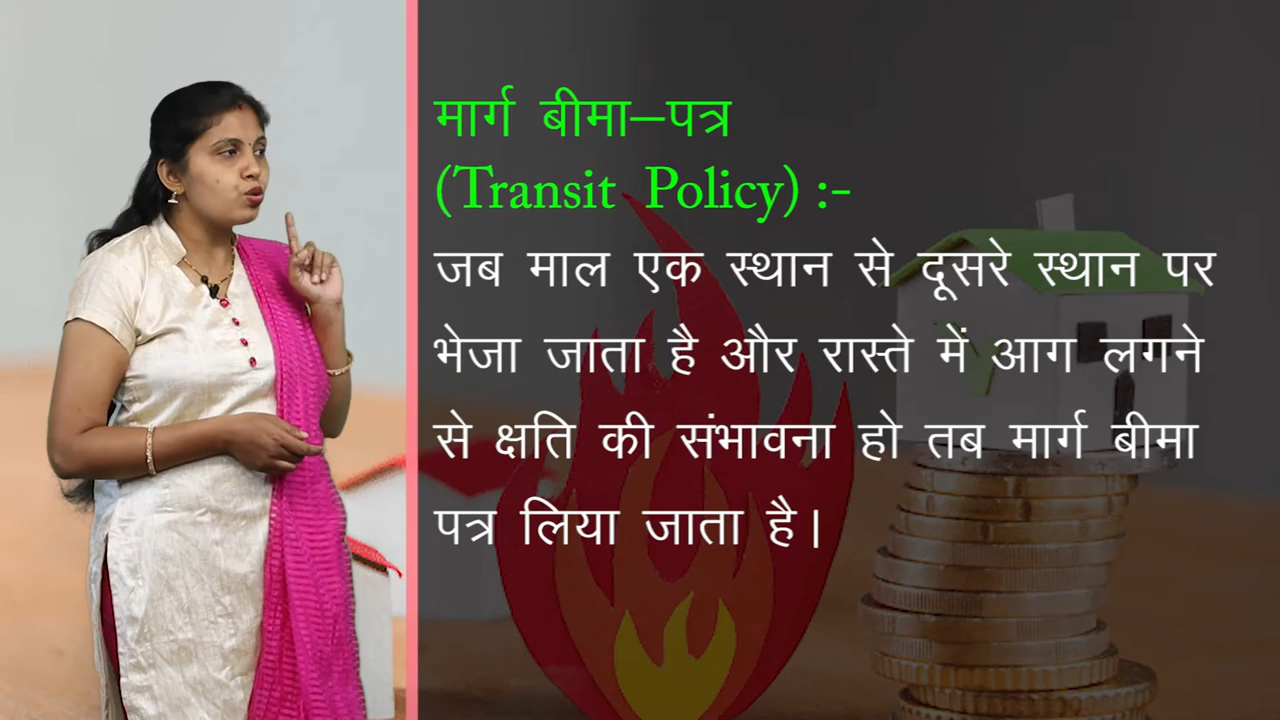 मार्ग बीमा–पत्र
(Transit Policy) :-
जब माल एक स्थान से दूसरे स्थान पर
भेजा जाता है और रास्ते में आग लगने
से क्षति की संभावना हो तब मार्ग बीमा
पत्र लिया जाता है।